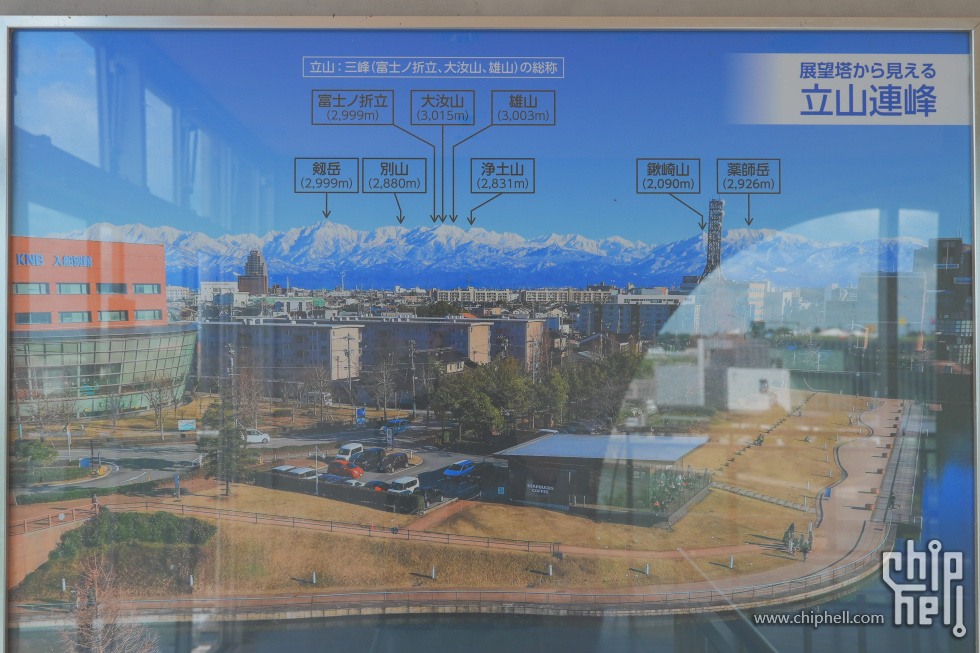 立山：三峰(富士ノ折立、大汝山、雄山)の総称
展望塔から見える
立山連峰
富士ノ折立
(2,999m)
大汝山
(3,015m)
雄山
(3,003m)
剱岳
(2,999m)
別山
(2,880m)
浄土山
(2,831m)
鍬崎山
(2,090m)
薬師岳
(2,926m)
KNB 入船別館
STARBUCKS COFFEE
chip hell
www.chiphell.com